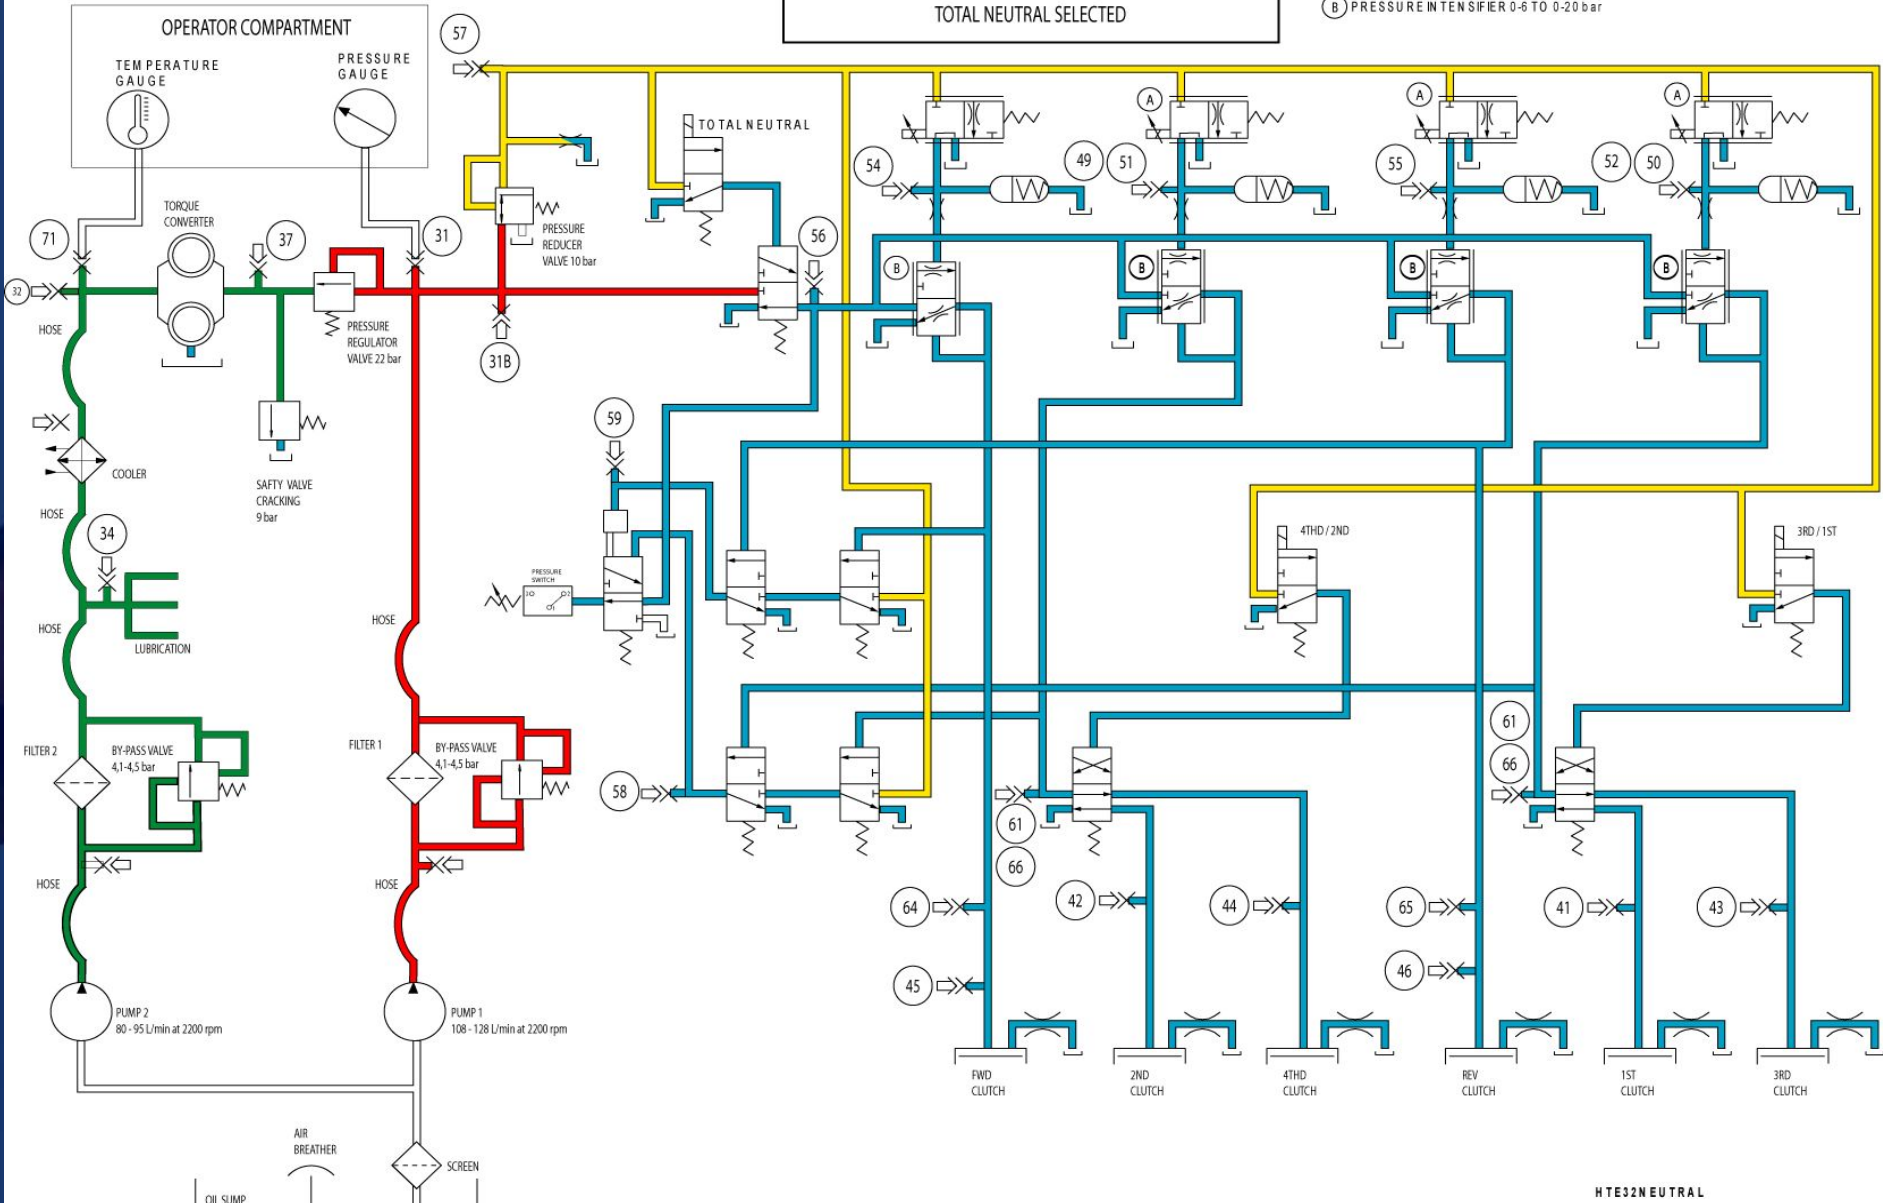 TOTAL NEUTRAL SELECTED
B PRESSURE INTENSIFIER 0-6 TO 0-20 bar
OPERATOR COMPARTMENT
TEMPERATURE
GAUGE
PRESSURE
GAUGE
57
TOTAL NEUTRAL
A
A
A
54
49
51
55
52
50
TORQUE
CONVERTER
71
37
31
PRESSURE
REDUCER
VALVE 10 bar
56
32
B
B
B
B
HOSE
PRESSURE
REGULATOR
VALVE 22 bar
31B
59
COOLER
SAFTY VALVE
CRACKING
9 bar
HOSE
34
4THD / 2ND
3RD / 1ST
PRESSURE
SWITCH
HOSE
HOSE
LUBRICATION
61
66
FILTER 2
BY-PASS VALVE
4,1-4,5 bar
FILTER 1
BY-PASS VALVE
4,1-4,5 bar
58
61
66
HOSE
HOSE
64
42
44
65
41
43
45
46
PUMP 2
80 - 95 L/min at 2200 rpm
PUMP 1
108 - 128 L/min at 2200 rpm
FWD
CLUTCH
2ND
CLUTCH
4THD
CLUTCH
REV
CLUTCH
1ST
CLUTCH
3RD
CLUTCH
AIR
BREATHER
SCREEN
OIL SUMP
HTE32NEUTRAL